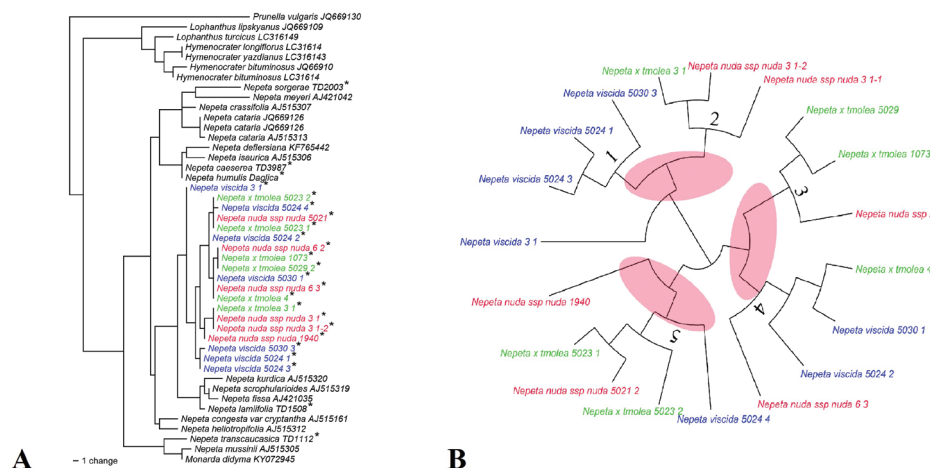 Prunella vulgaris JQ669130
Lophanthus lipskyanus JQ669109
Lophanthus turcicus LC316149
Hymenocrater longiflorus LC31614
Hymenocrater yazdianus LC316143
Hymenocrater bituminosus JQ66910
Hymenocrater bituminosus LC31614
Nepeta sorgerae TD2003*
Nepeta meyeri AJ421042
Nepeta crassifolia AJ515307
Nepeta cataria JQ669126
Nepeta cataria JQ669126
Nepeta cataria AJ515313
Nepeta deflersiana KF765442
Nepeta isaurica AJ515306
Nepeta caeserea TD3987*
Nepeta humulis Daglica*
Nepeta viscida 3 1*
Nepeta x tmolea 5023 2*
Nepeta viscida 5024 4*
Nepeta nuda ssp nuda 5021*
Nepeta x tmolea 5023 1*
Nepeta viscida 5024 2*
Nepeta nuda ssp nuda 6 2*
Nepeta x tmolea 1073*
Nepeta x tmolea 5029 2*
Nepeta viscida 5030 1*
Nepeta nuda ssp nuda 6 3*
Nepeta x tmolea 4*
Nepeta x tmolea 3 1*
Nepeta nuda ssp nuda 3 1*
Nepeta nuda ssp nuda 3 1-2*
Nepeta nuda ssp nuda 1940*
Nepeta viscida 5030 3*
Nepeta viscida 5024 1*
Nepeta viscida 5024 3*
Nepeta kurdica AJ515320
Nepeta scrophularioides AJ515319
Nepeta fissa AJ421035
Nepeta lamiifolia TD1508*
Nepeta congesta var cryptantha AJ515161
Nepeta heliotropifolia AJ515312
Nepeta transcaucasica TD1112*
Nepeta mussinii AJ515305
Monarda didyma KY072945
1 change
A
Nepeta x tmolea 3 1
Nepeta nuda ssp nuda 3 1-2
Nepeta nuda ssp nuda 3 1-1
Nepeta viscida 5030 3
Nepeta x tmolea 5029
2
Nepeta viscida 5024 1
1
Nepeta x tmolea 1073
Nepeta viscida 5024 3
3
Nepeta nuda ssp
Nepeta viscida 3 1
Nepeta x tmolea 4
Nepeta nuda ssp nuda 1940
4
Nepeta viscida 5030 1
5
Nepeta x tmolea 5023 1
Nepeta viscida 5024 2
Nepeta nuda ssp nuda 5021 2
Nepeta nuda ssp nuda 6 3
Nepeta x tmolea 5023 2
Nepeta viscida 5024 4
B